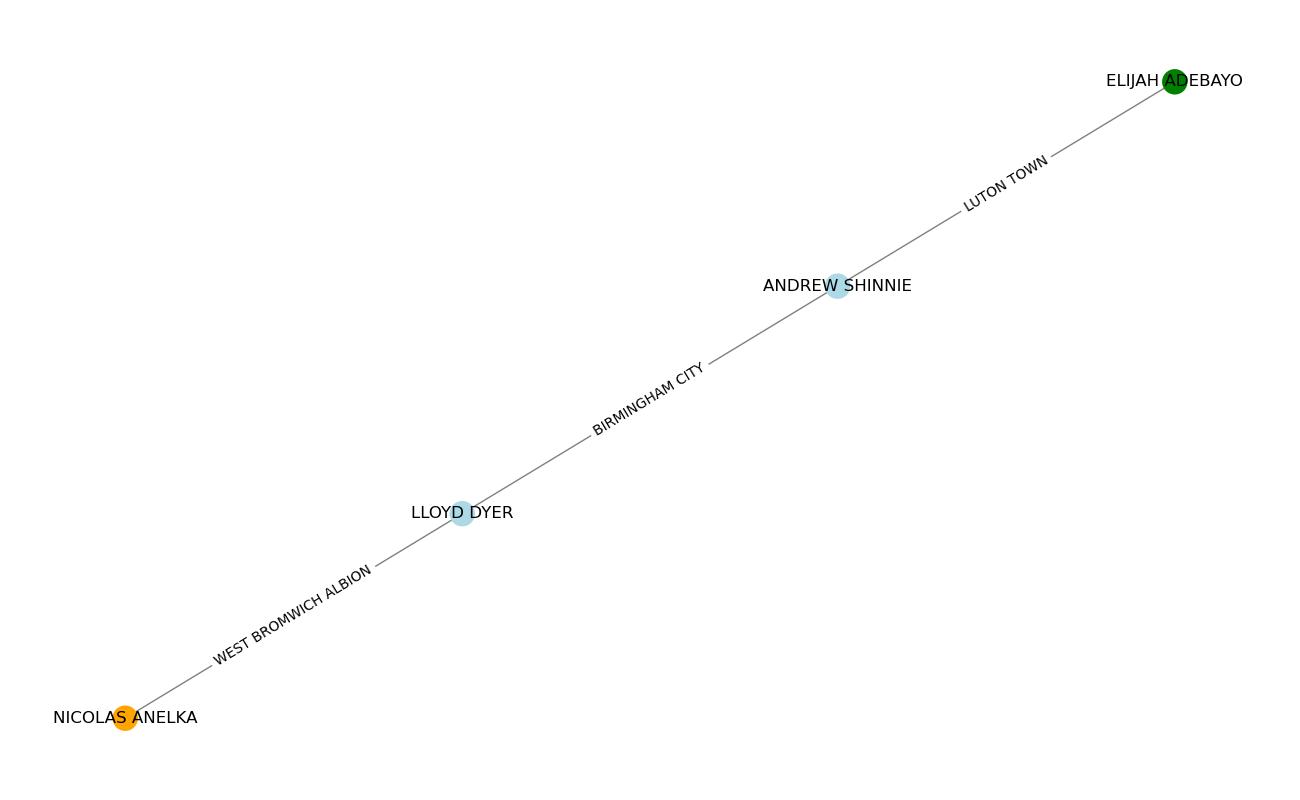 ELIJAH ADEBAYO
LUTON TOWN
ANDREW SHINNIE
BIRMINGHAM CITY
LLOYD DYER
WEST BROMWICH ALBION
NICOLAS ANELKA